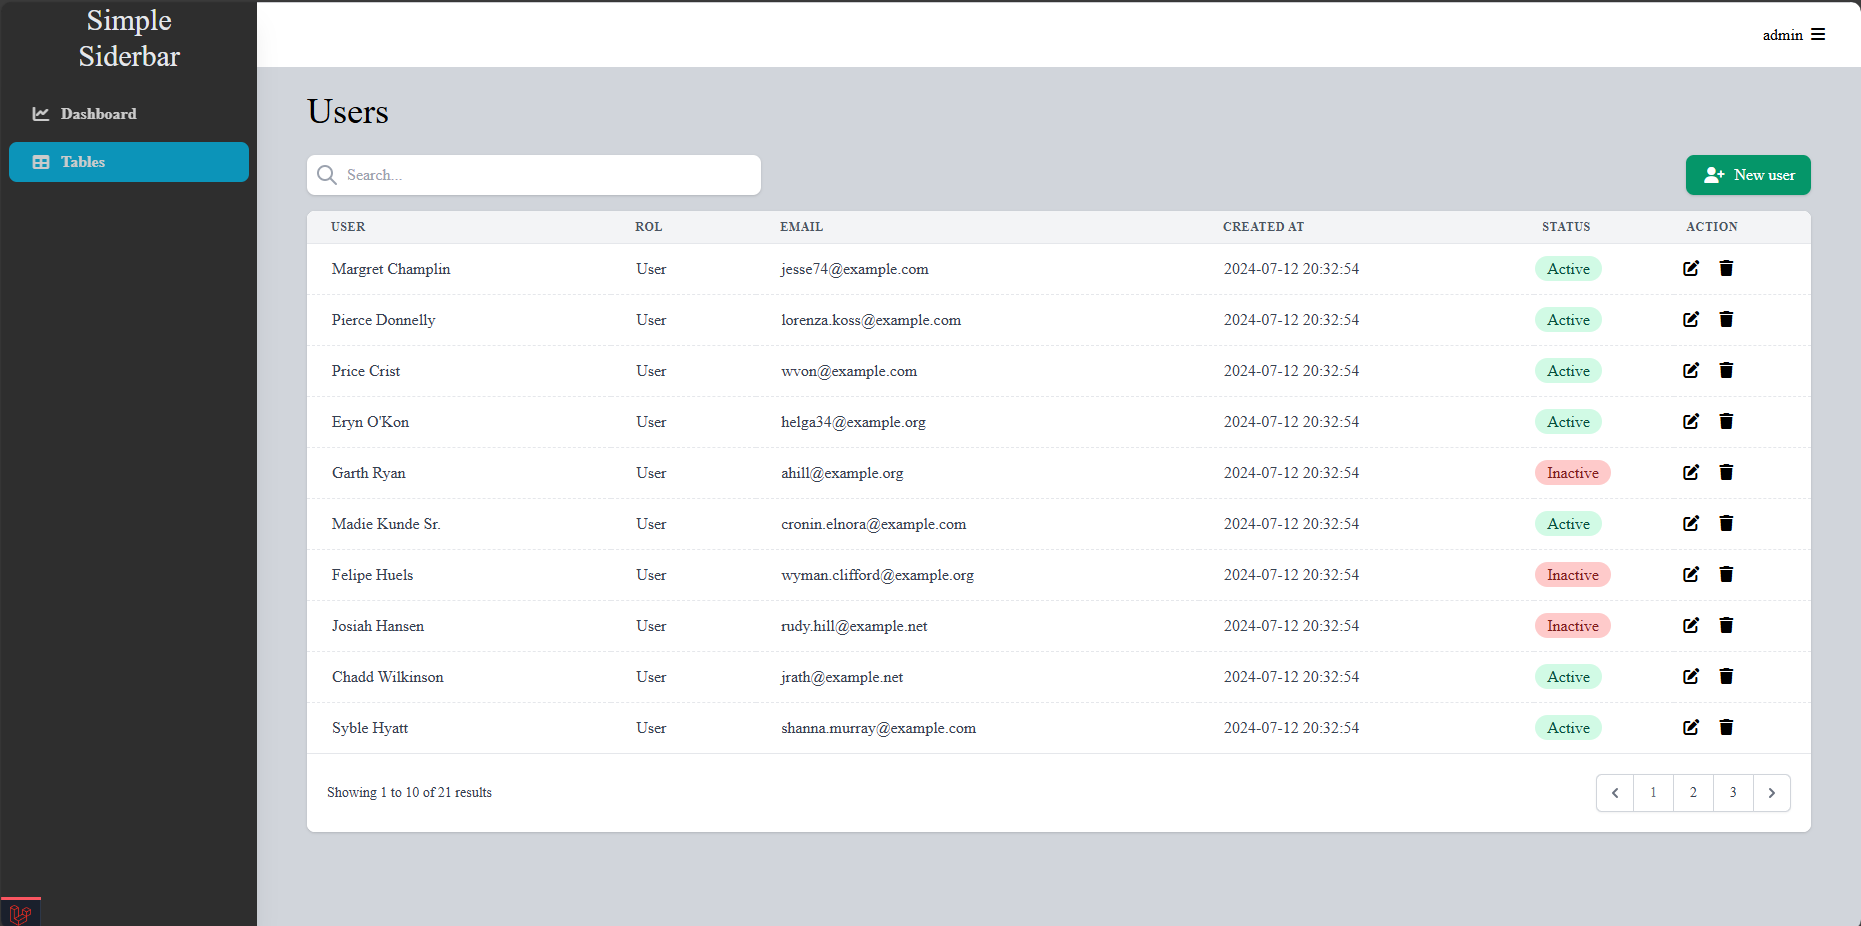 Simple
Siderbar
admin
Dashboard
Tables
Users
Search...
New user
USER ROL EMAIL CREATED AT STATUS ACTION
Margret Champlin User jesse74@example.com 2024-07-12 20:32:54 Active
Pierce Donnelly User lorenza.koss@example.com 2024-07-12 20:32:54 Active
Price Crist User wvon@example.com 2024-07-12 20:32:54 Active
Eryn O'Kon User helga34@example.org 2024-07-12 20:32:54 Active
Garth Ryan User ahill@example.org 2024-07-12 20:32:54 Inactive
Madie Kunde Sr. User cronin.elnora@example.com 2024-07-12 20:32:54 Active
Felipe Huels User wyman.clifford@example.org 2024-07-12 20:32:54 Inactive
Josiah Hansen User rudy.hill@example.net 2024-07-12 20:32:54 Inactive
Chadd Wilkinson User jrath@example.net 2024-07-12 20:32:54 Active
Syble Hyatt User shanna.murray@example.com 2024-07-12 20:32:54 Active
Showing 1 to 10 of 21 results 1 2 3